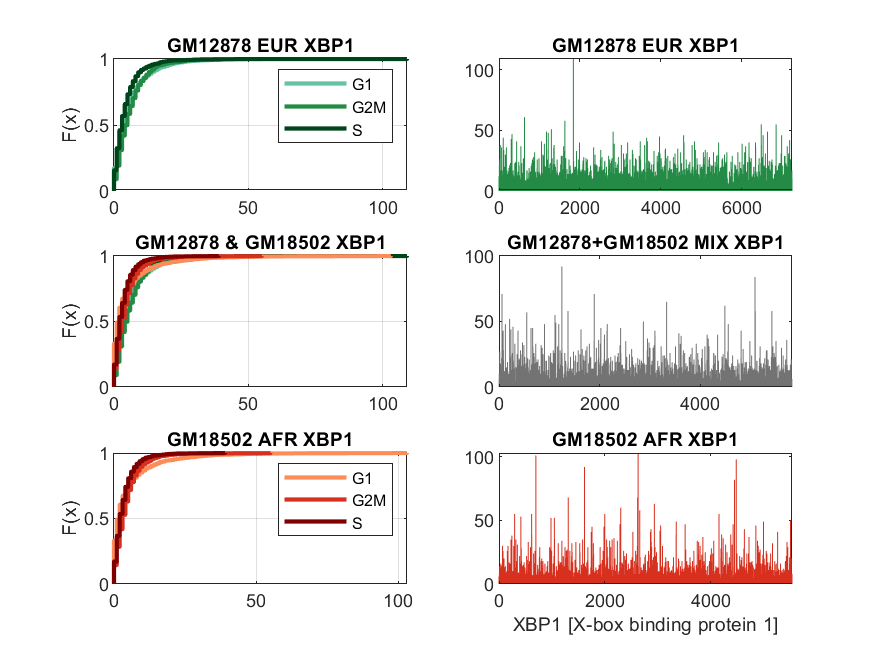 GM12878 EUR XBP1
F(x)
1
0.5
0
0
50
100
G1
G2M
S
GM12878 EUR XBP1
100
50
0
0
2000
4000
6000
GM12878 & GM18502 XBP1
F(x)
1
0.5
0
0
50
100
GM12878+GM18502 MIX XBP1
100
50
0
0
2000
4000
GM18502 AFR XBP1
F(x)
1
0.5
0
0
50
100
G1
G2M
S
GM18502 AFR XBP1
100
50
0
0
2000
4000
XBP1 [X-box binding protein 1]